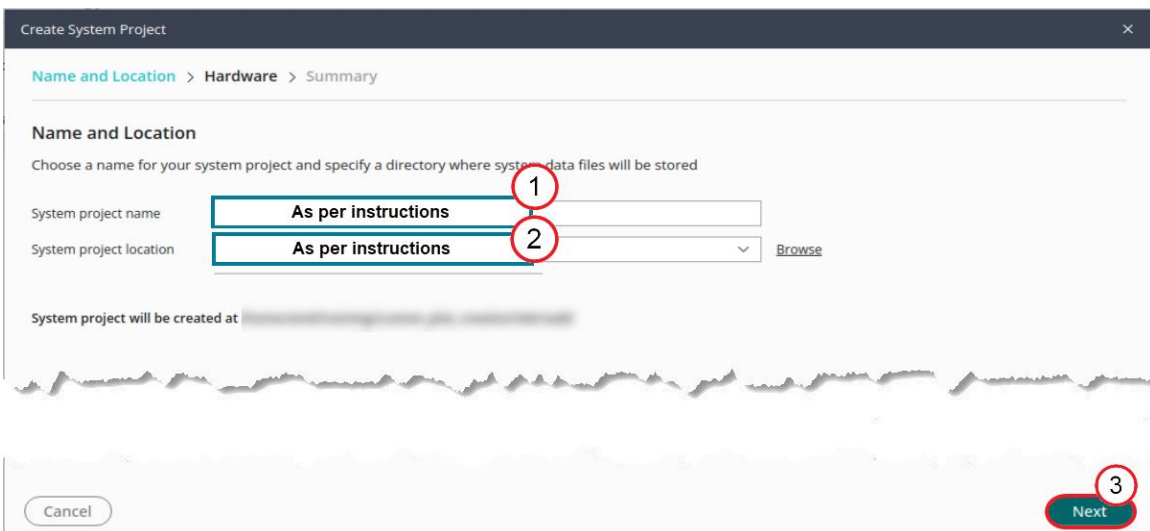 Create System Project ×
Name and Location > Hardware > Summary
Name and Location
Choose a name for your system project and specify a directory where system data files will be stored
1
System project name As per instructions
2
System project location As per instructions Browse
System project will be created at
3
Cancel Next